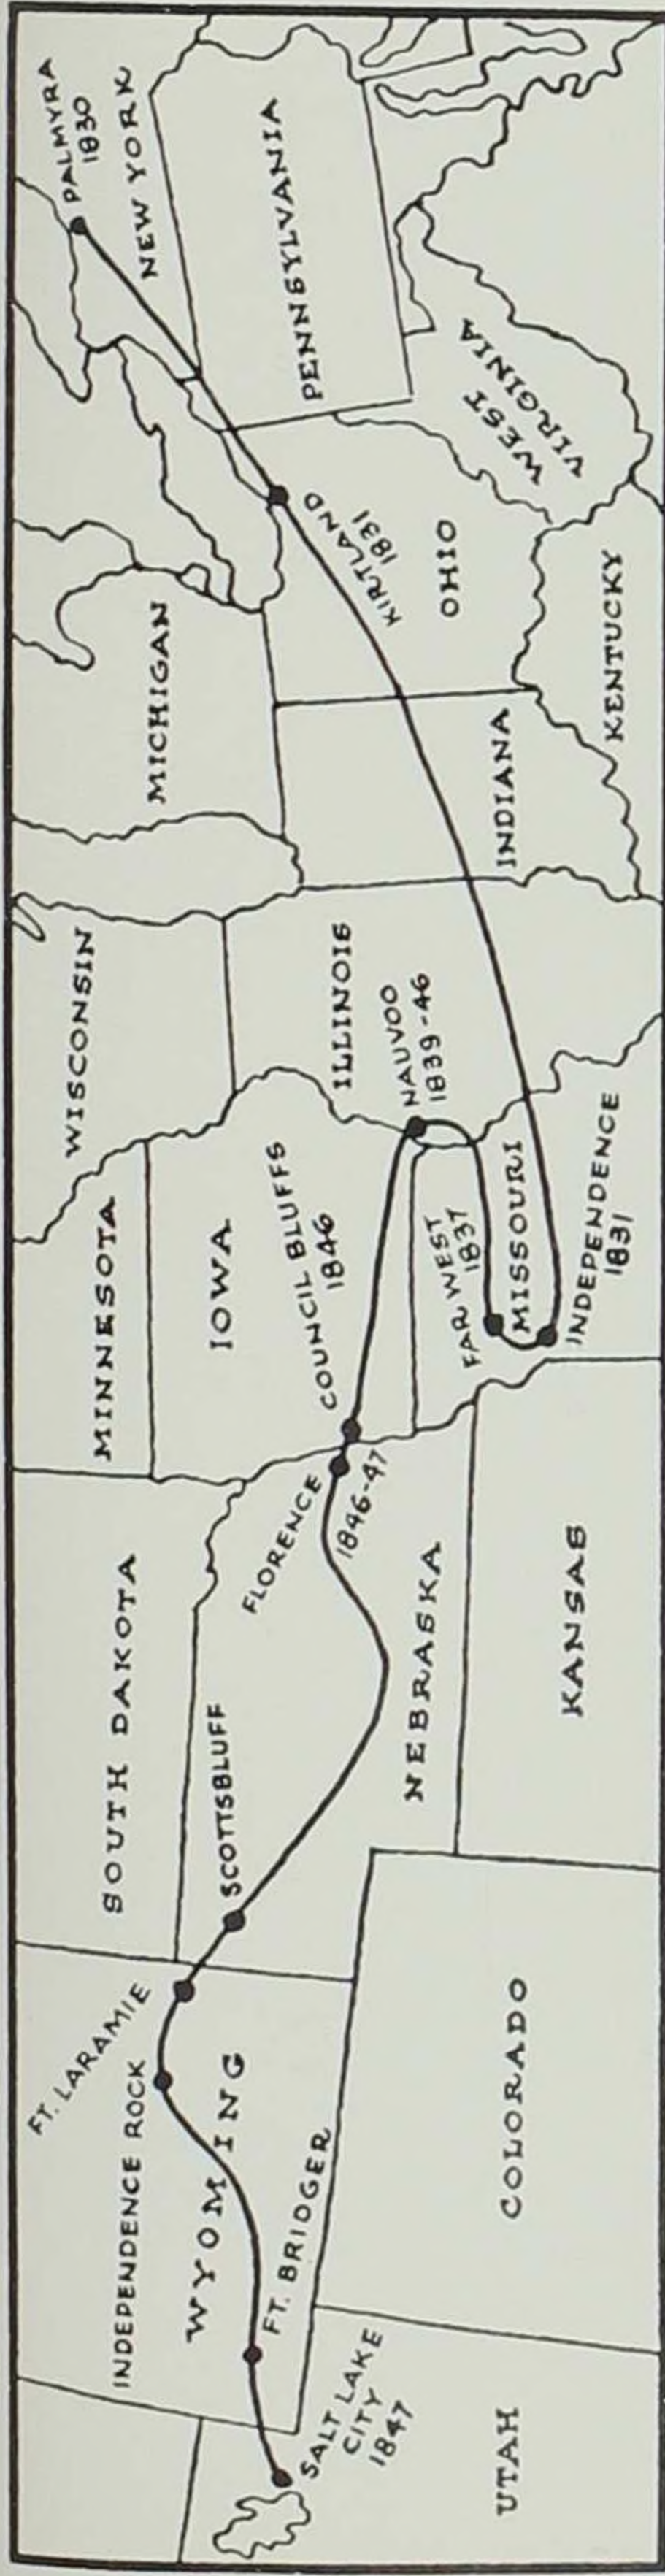 PALMYRA
1830
NEW YORK
PENNSYLVANIA
WEST
VIRGINIA
KIRTLAND
1831
OHIO
KENTUCKY
MICHIGAN
INDIANA
WISCONSIN
ILLINOIS
NAUVOO
1839-46
MINNESOTA
IOWA
COUNCIL BLUFFS
1846
FAR WEST
1837
MISSOURI
INDEPENDENCE
1831
FLORENCE
1846-47
SOUTH DAKOTA
SCOTTSBLUFF
NEBRASKA
KANSAS
FT. LARAMIE
INDEPENDENCE ROCK
WYOMING
FT. BRIDGER
COLORADO
SALT LAKE
CITY
1847
UTAH